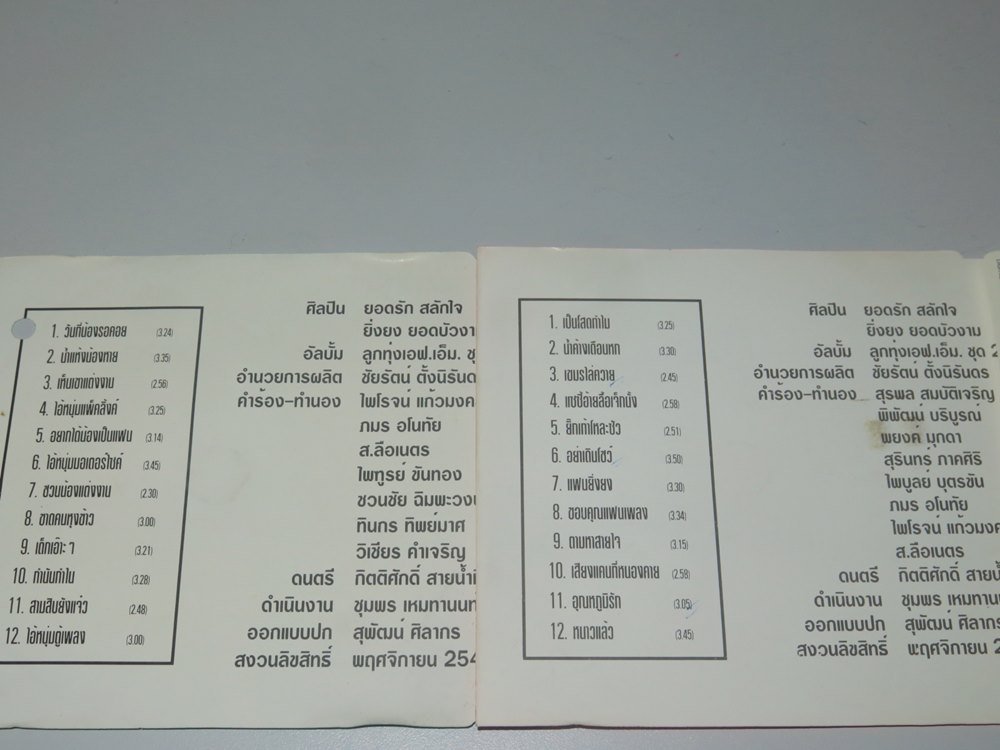 1. วันที่น้องรอคอย (3.24)
2. น้ำแห่งน้องหาย (3.35)
3. เห็นเขาแต่งงาน (2.56)
4. ไอ้หนุ่มแพ็คลิ้งค์ (3.25)
5. อยากได้น้องเป็นแฟน (3.14)
6. ไอ้หนุ่มมอเตอร์ไซค์ (3.45)
7. ชวนน้องแต่งงาน (2.30)
8. ขาดคนหุงข้าว (3.00)
9. เด็กเอ๊าะ ๆ (3.21)
10. กำนันกำใน (3.28)
11. สามสิบยังแจ๋ว (2.48)
12. ไอ้หนุ่มตู้เพลง (3.00)
ศิลปิน ยอดรัก สลักใจ
ยิ่งยง ยอดบัวงาม
อัลบั้ม ลูกทุ่งเอฟ.เอ็ม. ชุ
อำนวยการผลิต ชัยรัตน์ ตั้งนิรันด
คำร้อง-ทำนอง ไพโรจน์ แก้วมงค
ภมร อโนทัย
ส.ลือเนตร
ไพทูรย์ ขันทอง
ชวนชัย ฉิมพะวง
ทินกร ทิพย์มาศ
วิเชียร คำเจริญ
ดนตรี กิตติศักดิ์ สายน้ำ
ดำเนินงาน ชุมพร เหมทานนท
ออกแบบปก สุพัฒน์ ศิลากร
สงวนลิขสิทธิ์ พฤศจิกายน 254
1. เป็นโสดทำไม (3.25)
2. น้ำค้างเดือนหก (3.30)
3. เขมรไล่ควาย (2.45)
4. แซซี้อ้ายลื้อเจ็กนั้ง (2.58)
5. ยิกเท้าโหละซัว (2.51)
6. อย่าเดินโชว์ (3.50)
7. แฟนยิ่งยง (3.30)
8. ขอบคุณแฟนเพลง (3.34)
9. ตามหาสายใจ (3.15)
10. เสียงแคนที่หนองคาย (2.58)
11. อุณหภูมิรัก (3.05)
12. หนาวแล้ว (3.45)
ศิลปิน ยอดรัก สลักใจ
ยิ่งยง ยอดบัวงาม
อัลบั้ม ลูกทุ่งเอฟ.เอ็ม. ชุด 2
อำนวยการผลิต ชัยรัตน์ ตั้งนิรันดร
คำร้อง-ทำนอง สุรพล สมบัติเจริญ
พิพัฒน์ บริบูรณ์
พยงค์ มุกดา
สุรินทร์ ภาคศิริ
ไพบูลย์ บุตรขัน
ภมร อโนทัย
ไพโรจน์ แก้วมงค
ส.ลือเนตร
ดนตรี กิตติศักดิ์ สายน้
ดำเนินงาน ชุมพร เหมทานน
ออกแบบปก สุพัฒน์ ศิลากร
สงวนลิขสิทธิ์ พฤศจิกายน 2